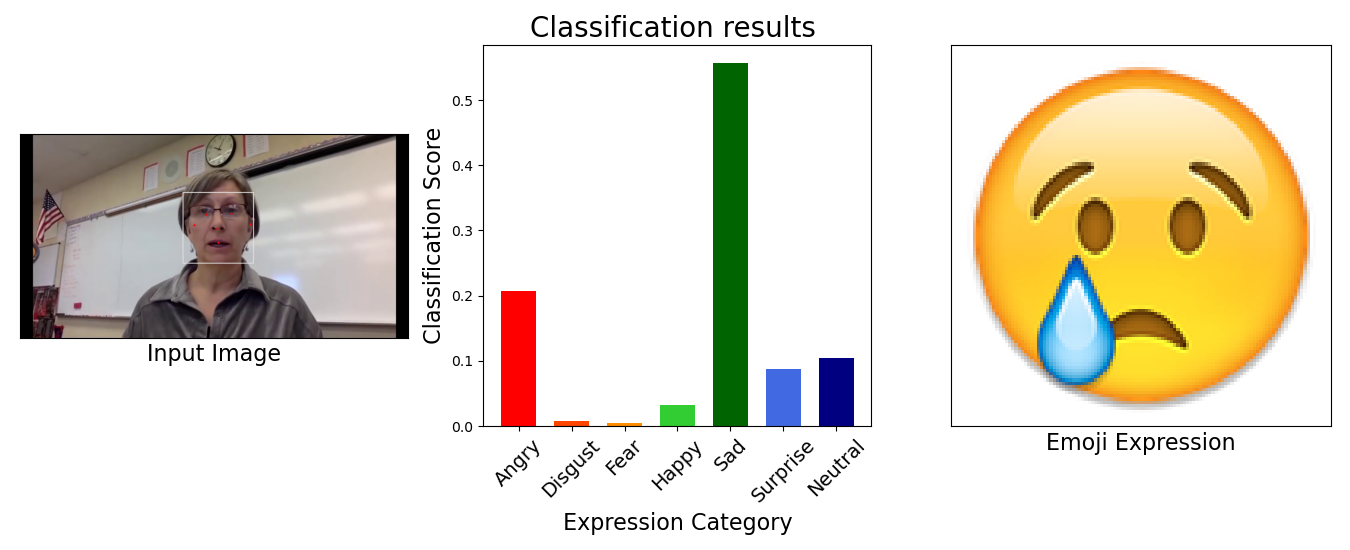 Classification results
Classification Score
0.5
0.4
0.3
0.2
0.1
0.0
Angry
Disgust
Fear
Happy
Sad
Surprise
Neutral
Expression Category
Input Image
Emoji Expression